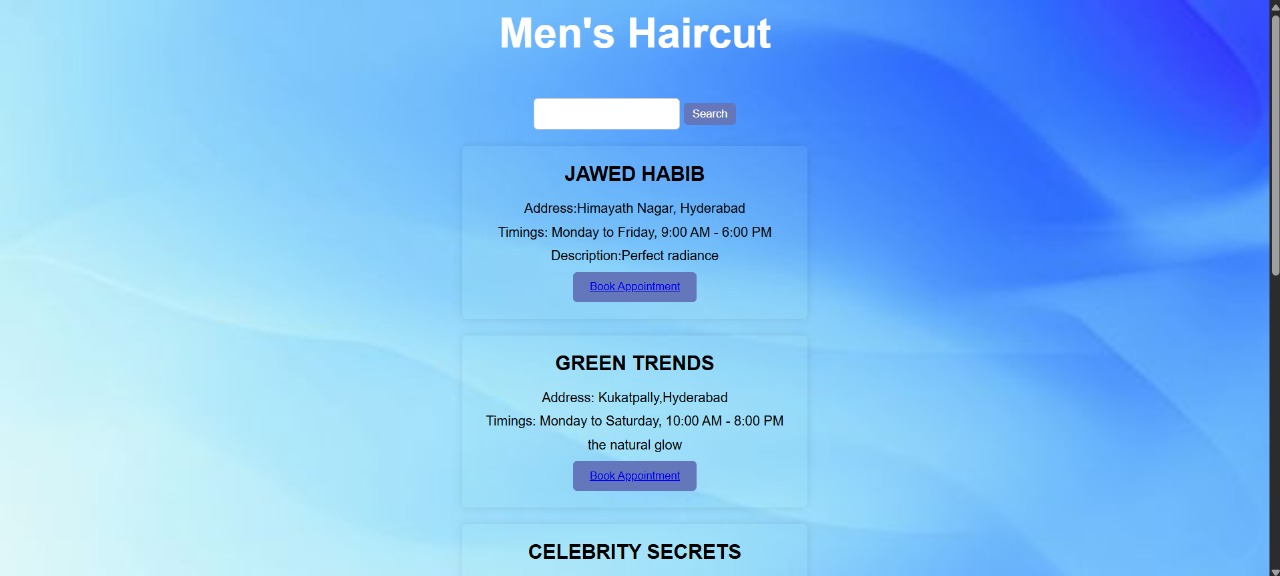 Men's Haircut
Search
JAWED HABIB
Address:Himayath Nagar, Hyderabad
Timings: Monday to Friday, 9:00 AM - 6:00 PM
Description:Perfect radiance
Book Appointment
GREEN TRENDS
Address: Kukatpally,Hyderabad
Timings: Monday to Saturday, 10:00 AM - 8:00 PM
the natural glow
Book Appointment
CELEBRITY SECRETS